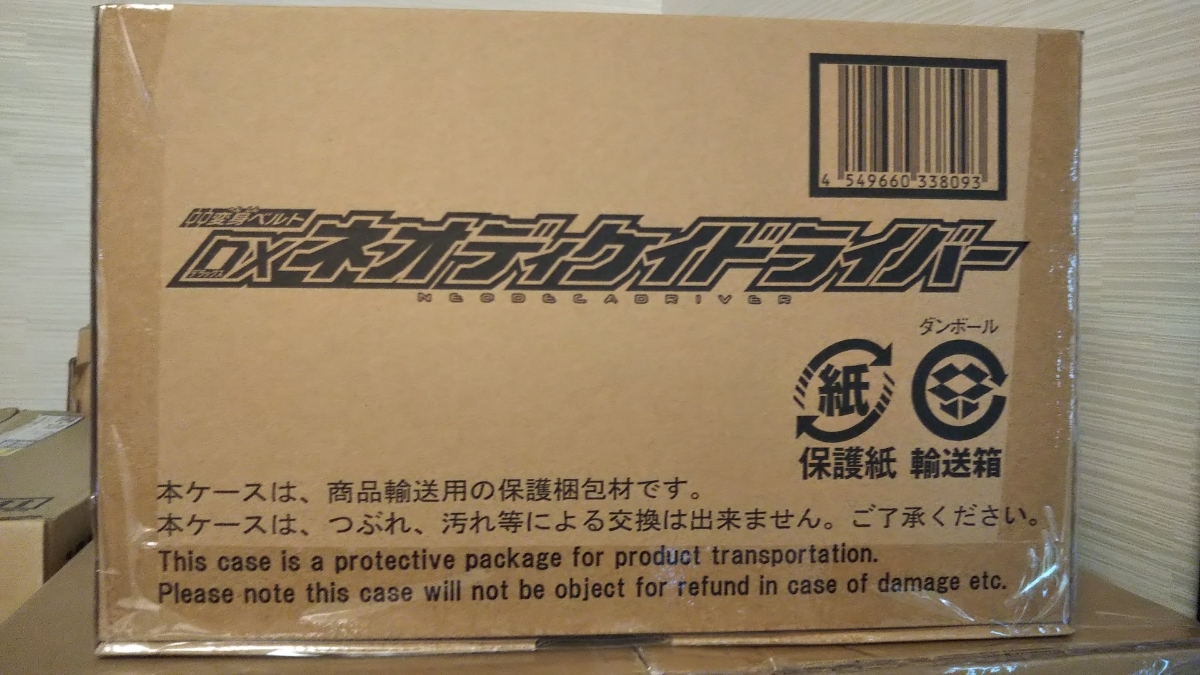 4 549660 338093
変身ベルト
DXネオディケイドライバー
デラックス
NEODECADRIVER
ダンボール
紙
保護紙 輸送箱
本ケースは、商品輸送用の保護梱包材です。
本ケースは、つぶれ、汚れ等による交換は出来ません。ご了承ください。
This case is a protective package for product transportation.
Please note this case will not be object for refund in case of damage etc.